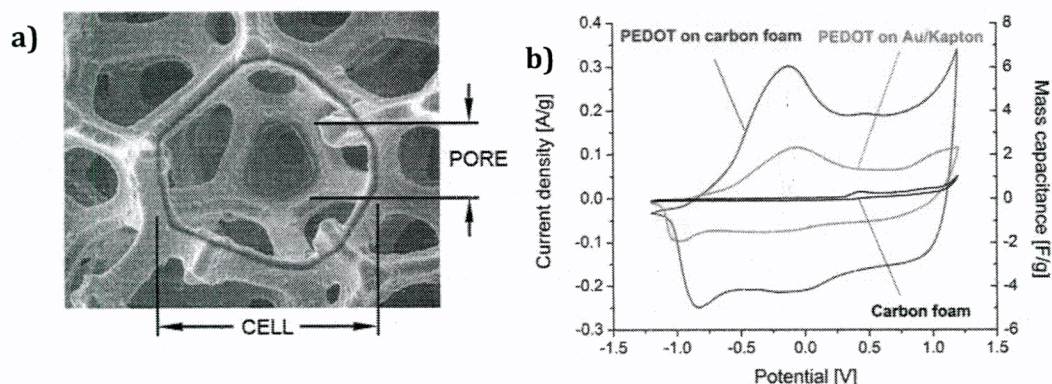 a)
PORE
CELL
b)
PEDOT on carbon foam
PEDOT on Au/Kapton
Carbon foam
Current density [A/g]
0.4
0.3
0.2
0.1
0.0
-0.1
-0.2
-0.3
Mass capacitance [F/g]
8
6
4
2
0
-2
-4
-6
-1.5 -1.0 -0.5 0.0 0.5 1.0 1.5
Potential [V]